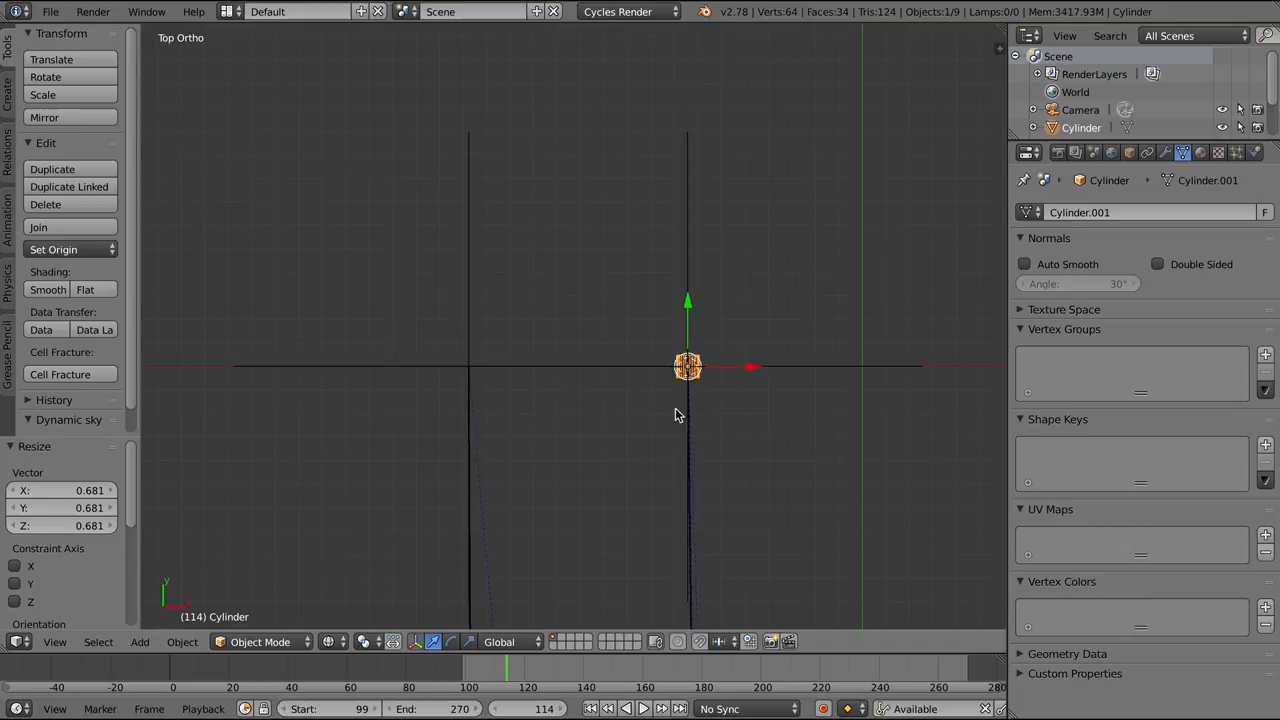 File Render Window Help Default Scene Cycles Render v2.78 | Verts:64 | Faces:34 | Tris:124 | Objects:1/9 | Lamps:0/0 | Mem:3417.93M | Cylinder
Tools
Create
Relations
Animation
Physics
Grease Pencil
Transform
Translate
Rotate
Scale
Mirror
Edit
Duplicate
Duplicate Linked
Delete
Join
Set Origin
Shading:
Smooth Flat
Data Transfer:
Data Data La
Cell Fracture:
Cell Fracture
History
Dynamic sky
Resize
Vector
X: 0.681
Y: 0.681
Z: 0.681
Constraint Axis
X
Y
Z
Orientation
Top Ortho
y
(114) Cylinder
View Select Add Object Object Mode Global
-40 -20 0 20 40 60 80 100 120 140 160 180 200 220 240 260 280
View Marker Frame Playback Start: 99 End: 270 114 No Sync Available
View Search All Scenes
Scene
RenderLayers |
World
Camera |
Cylinder |
Cylinder Cylinder.001
Cylinder.001 F
Normals
Auto Smooth Double Sided
Angle: 30°
Texture Space
Vertex Groups
Shape Keys
UV Maps
Vertex Colors
Geometry Data
Custom Properties